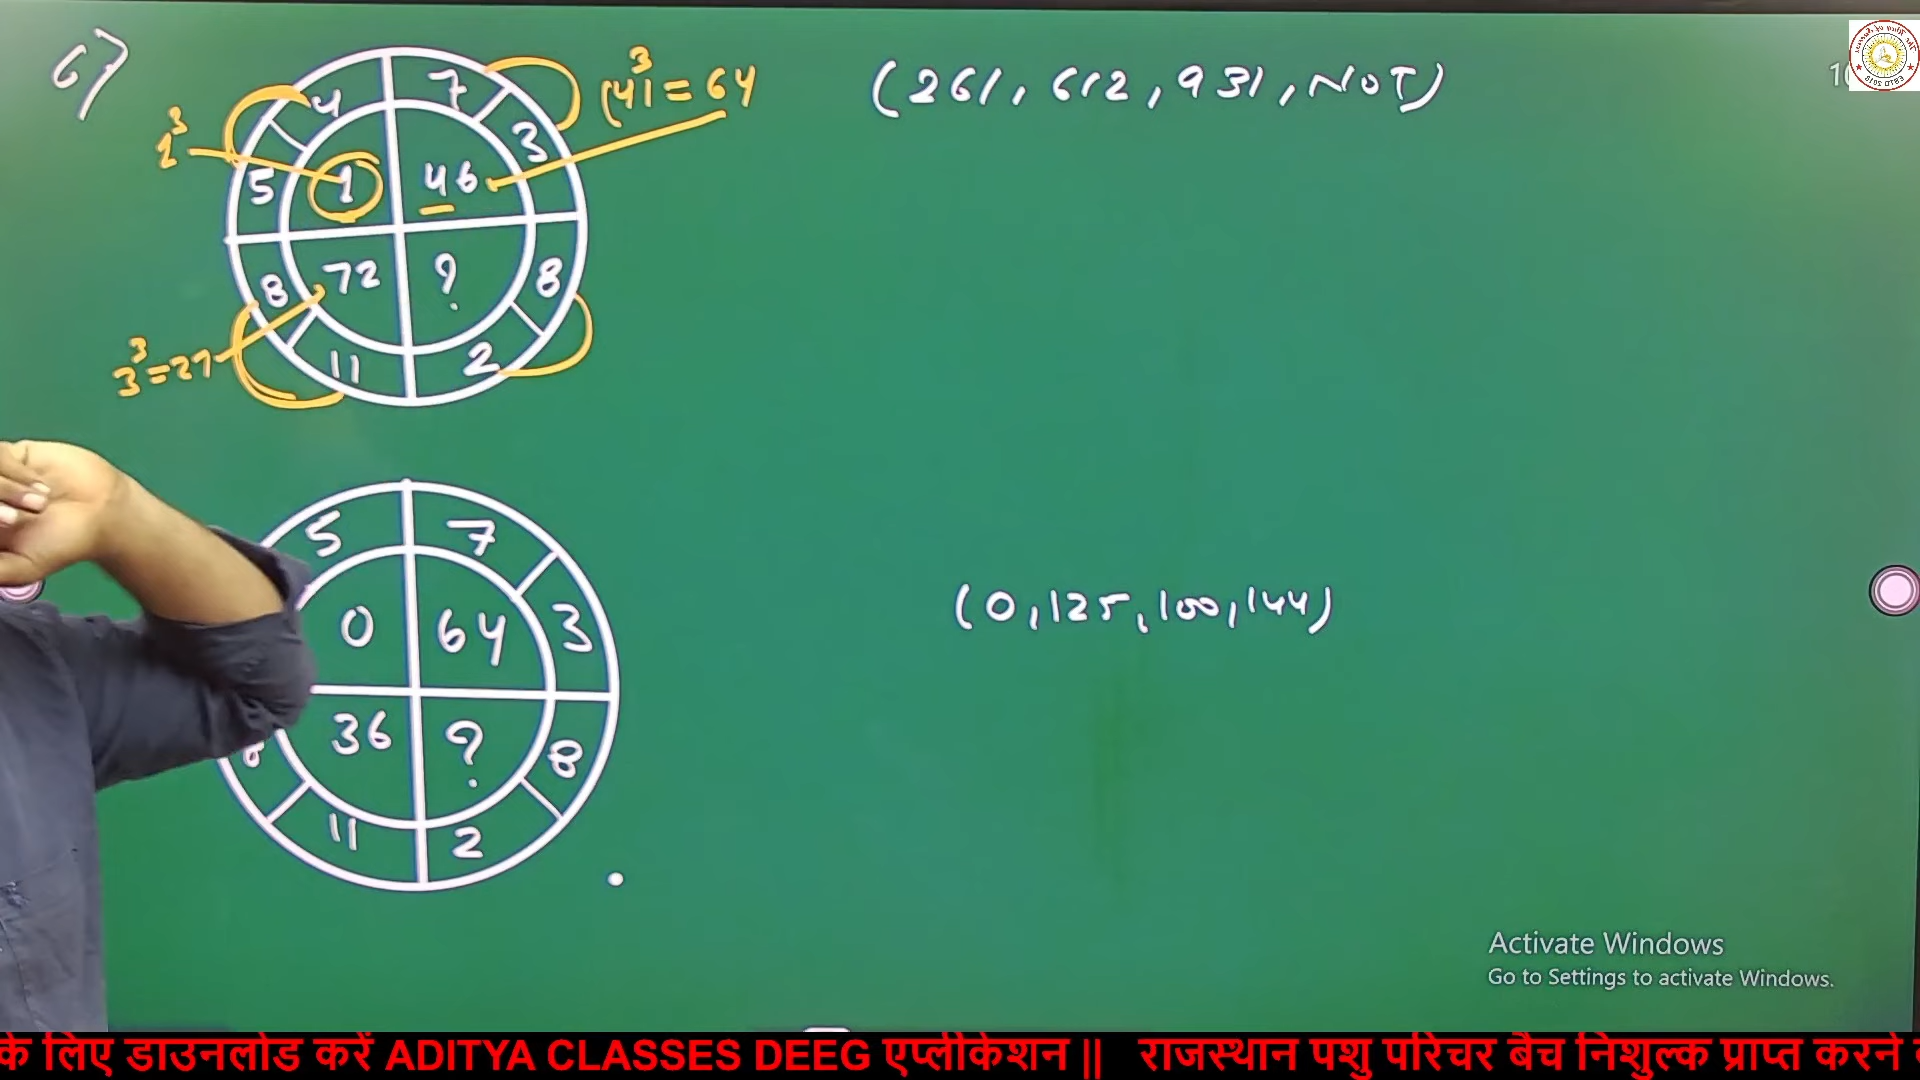 6)
4 7
(4)³ = 64
(261, 612, 931, NOT)
1³
5 1 46 3
8 72 ? 8
3³=27
11 2
5 7
0 64 3
(0, 125, 100, 144)
36 ? 8
11 2
Activate Windows
Go to Settings to activate Windows.
के लिए डाउनलोड करें ADITYA CLASSES DEEG एप्लीकेशन || राजस्थान पशु परिचर बैच निशुल्क प्राप्त करने